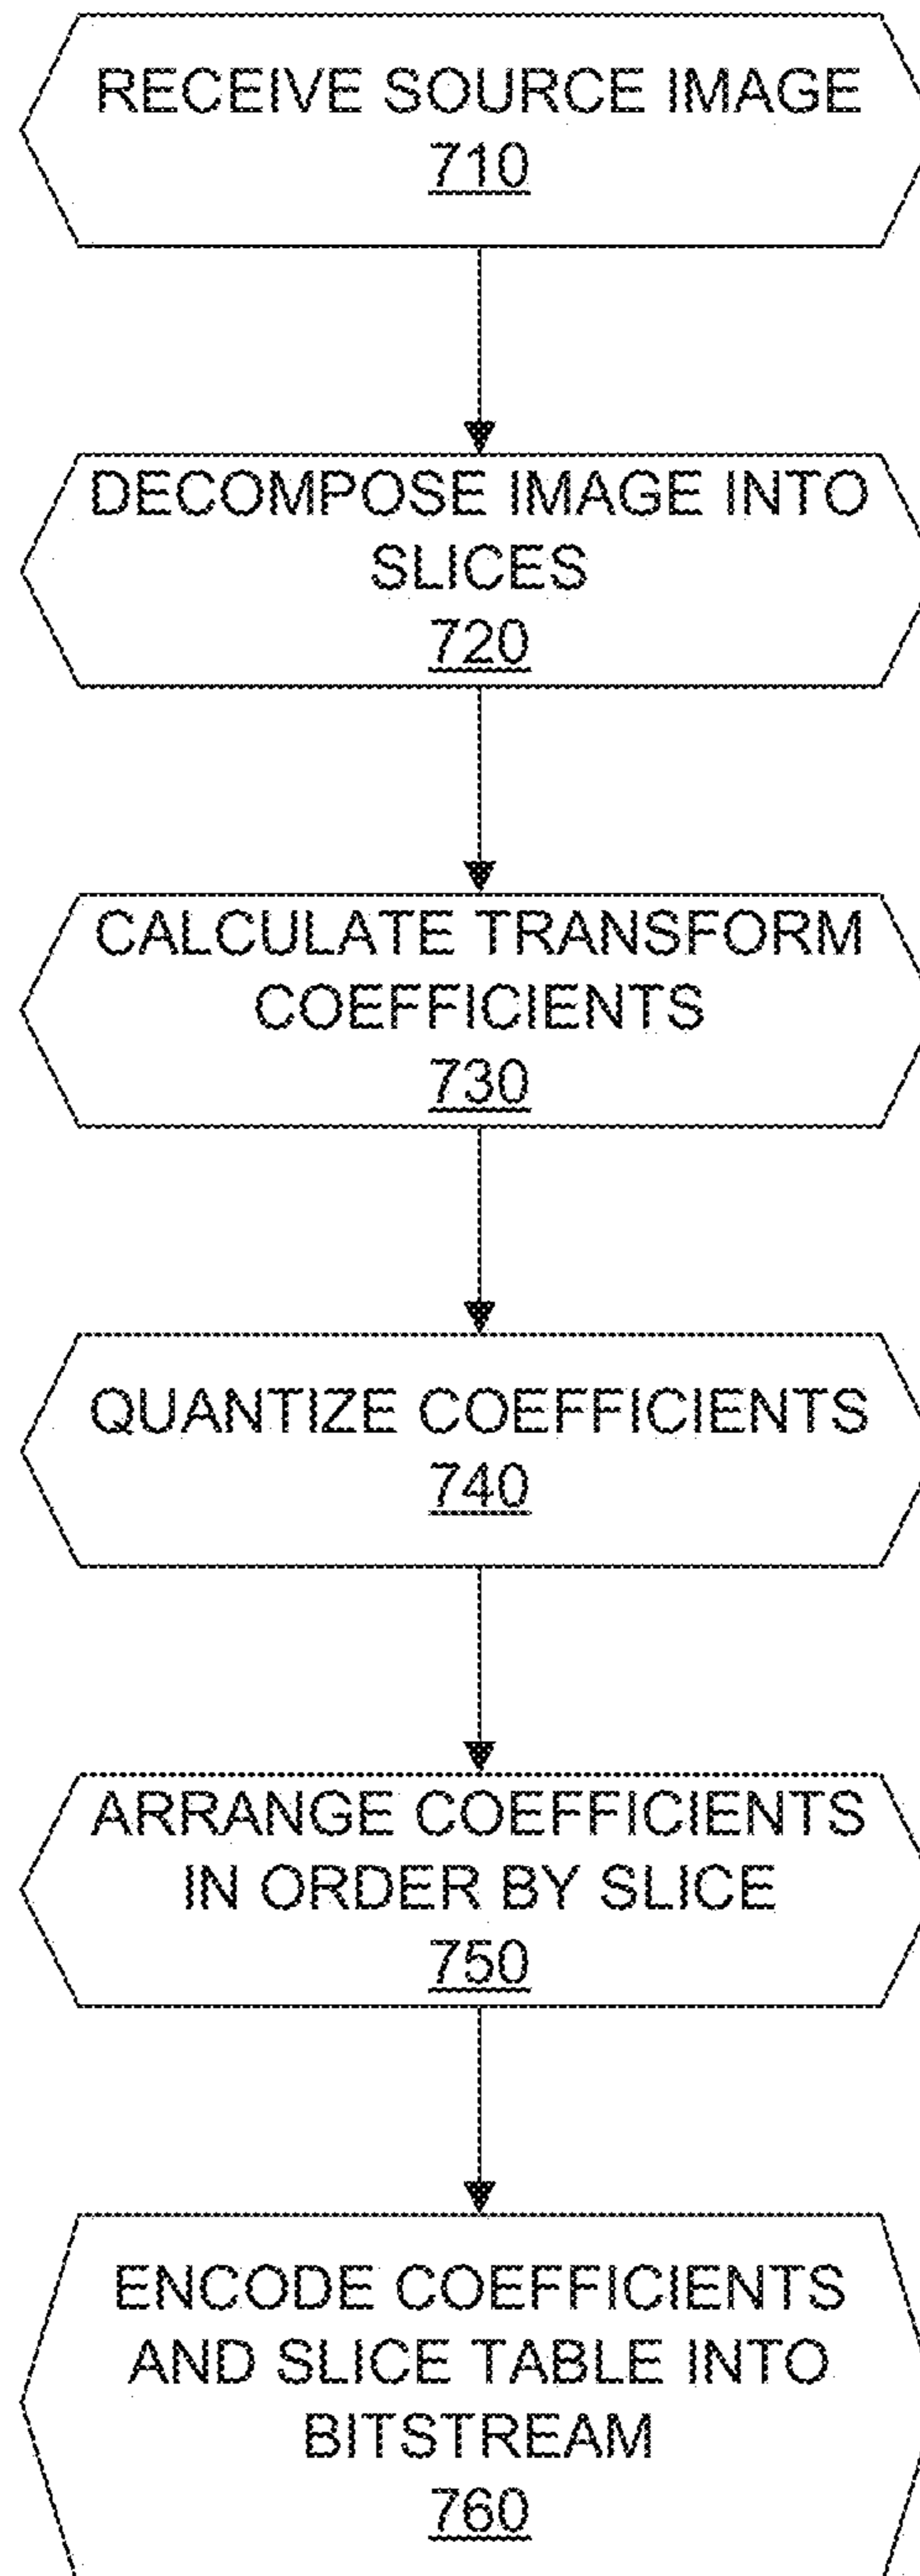 RECEIVE SOURCE IMAGE
710
DECOMPOSE IMAGE INTO
SLICES
720
CALCULATE TRANSFORM
COEFFICIENTS
730
QUANTIZE COEFFICIENTS
740
ARRANGE COEFFICIENTS
IN ORDER BY SLICE
750
ENCODE COEFFICIENTS
AND SLICE TABLE INTO
BITSTREAM
760